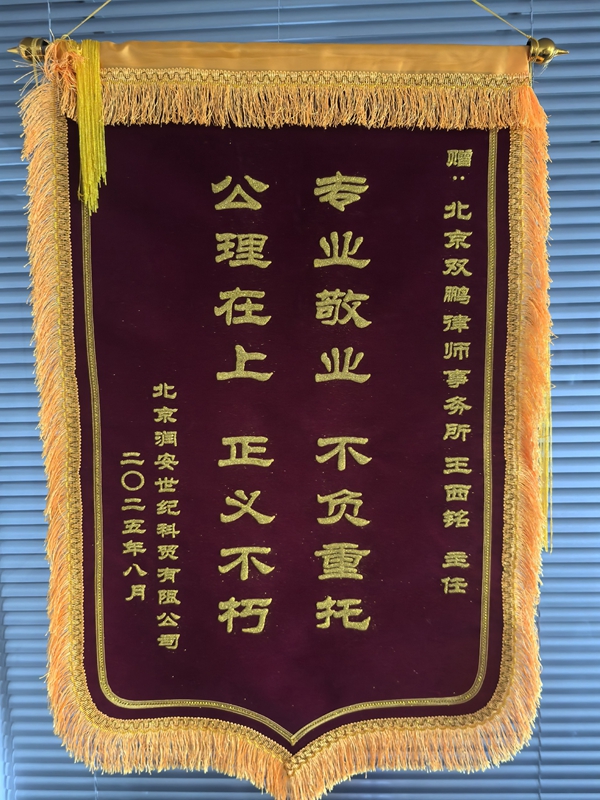 赠：北京双鹏律师事务所 王西铭 主任
专业敬业 不负重托
公理在上 正义不朽
北京润安世纪科贸有限公司
二〇二五年八月